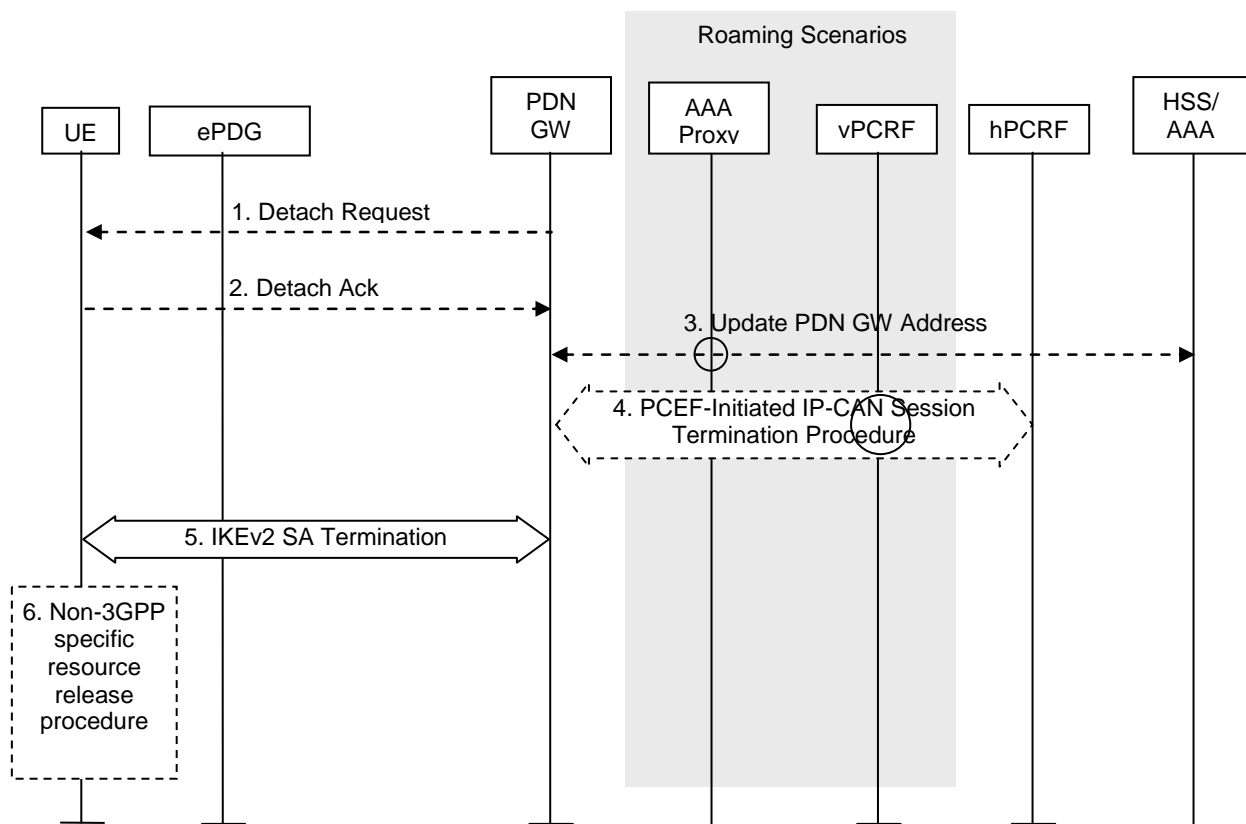 Roaming Scenarios
UE
ePDG
PDN
GW
AAA
Proxy
vPCRF
hPCRF
HSS/
AAA
1. Detach Request
2. Detach Ack
3. Update PDN GW Address
4. PCEF-Initiated IP-CAN Session
Termination Procedure
5. IKEv2 SA Termination
6. Non-3GPP
specific
resource
release
procedure